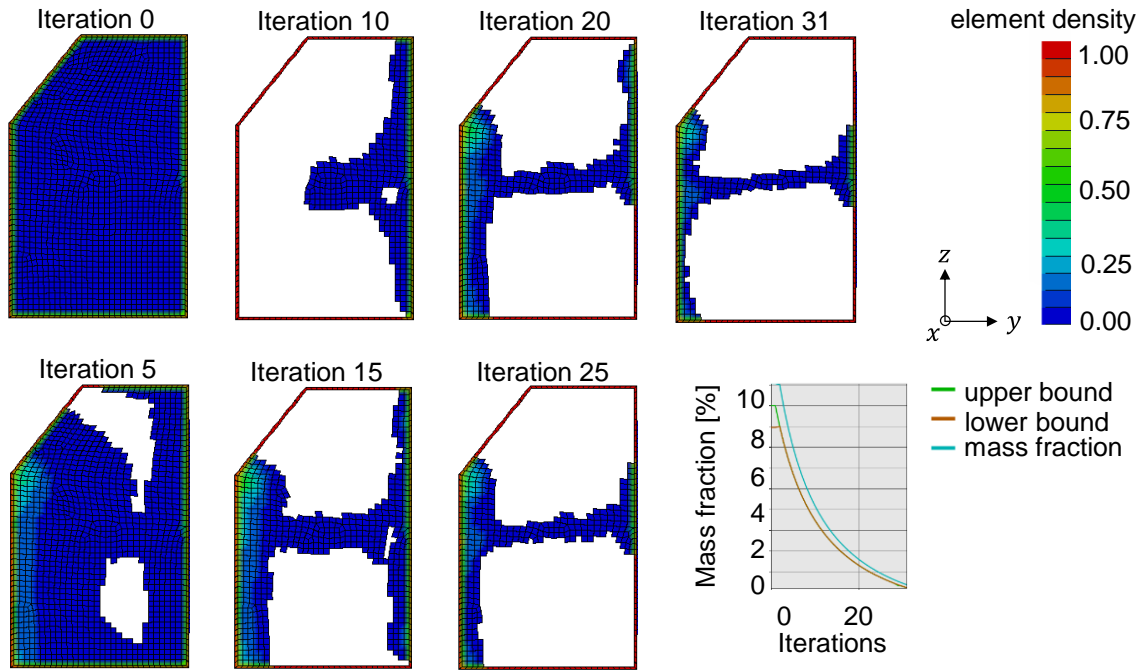 Iteration 0
Iteration 10
Iteration 20
Iteration 31
element density
1.00
0.75
0.50
0.25
0.00
z
x
y
Iteration 5
Iteration 15
Iteration 25
Mass fraction [%]
10
8
6
4
2
0
0
20
Iterations
upper bound
lower bound
mass fraction